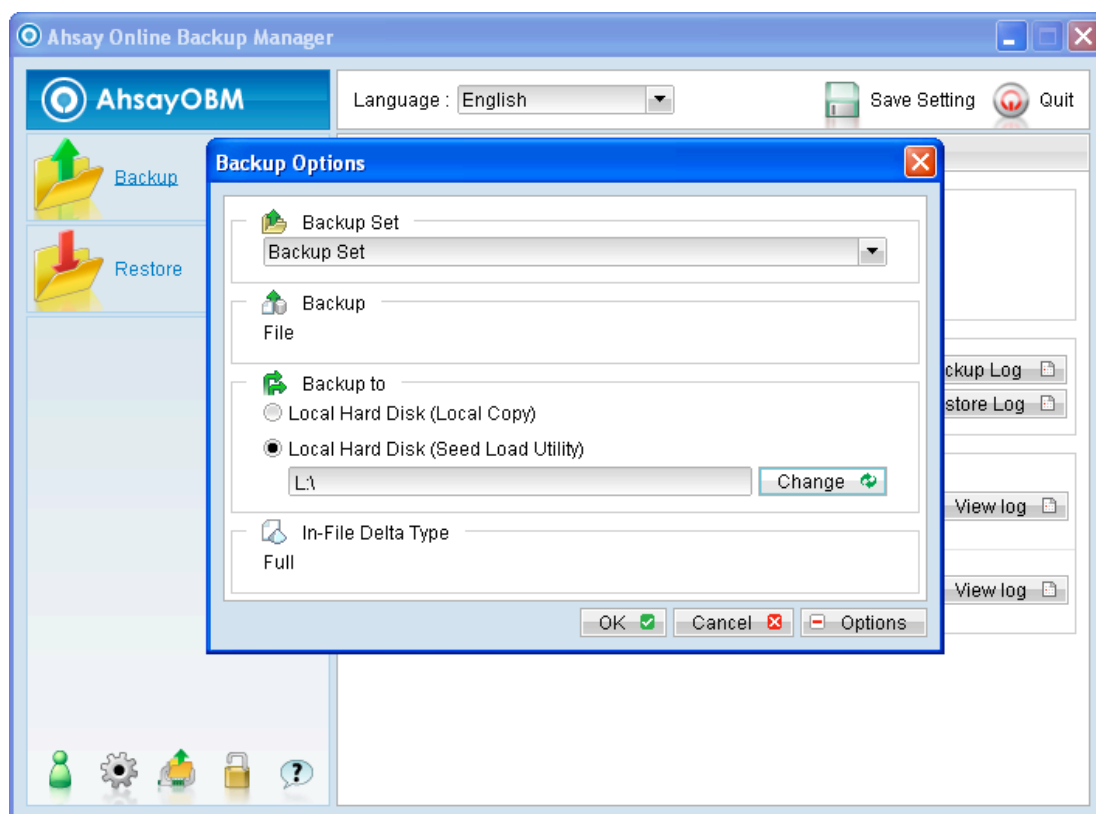 Ahsay Online Backup Manager
AhsayOBM
Language : English
Save Setting
Quit
Backup
Restore
Backup Options
Backup Set
Backup Set
Backup
File
Backup to
Local Hard Disk (Local Copy)
Local Hard Disk (Seed Load Utility)
L:\
Change
In-File Delta Type
Full
OK
Cancel
Options
ckup Log
store Log
View log
View log